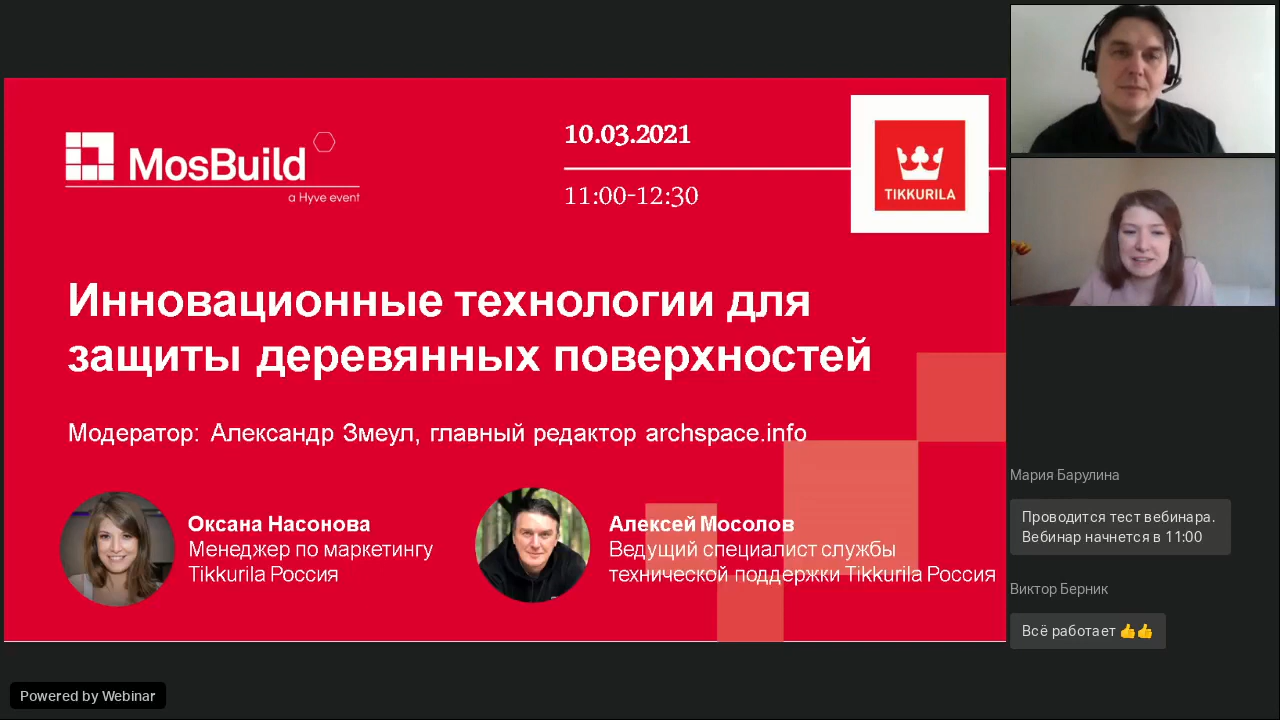 MosBuild
a Hyve event
10.03.2021
11:00-12:30
TIKKURILA
Инновационные технологии для
защиты деревянных поверхностей
Модератор: Александр Змеул, главный редактор archspace.info
Оксана Насонова
Менеджер по маркетингу
Tikkurila Россия
Алексей Мосолов
Ведущий специалист службы
технической поддержки Tikkurila Россия
Мария Барулина
Проводится тест вебинара.
Вебинар начнется в 11:00
Виктор Берник
Всё работает 👍👍
Powered by Webinar